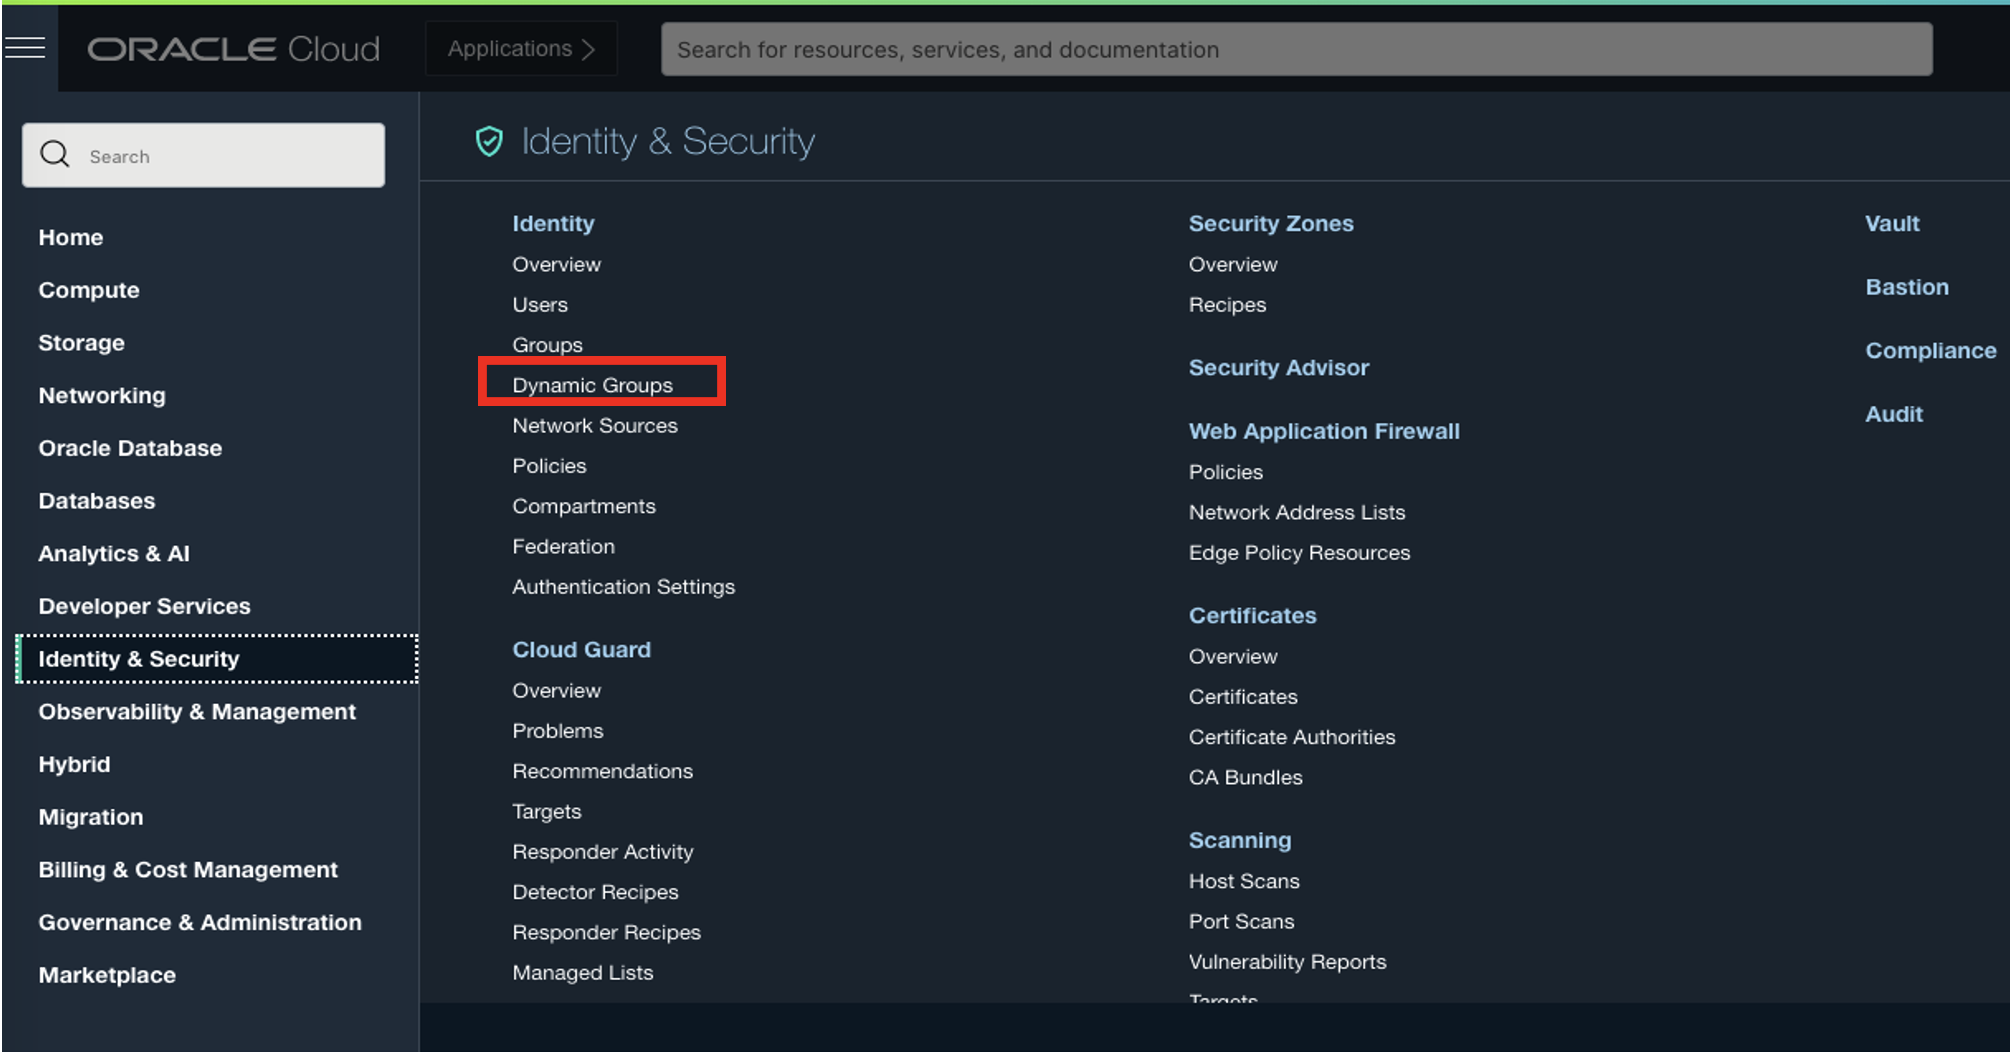 ORACLE Cloud
Applications
Search for resources, services, and documentation
Search
Home
Compute
Storage
Networking
Oracle Database
Databases
Analytics & AI
Developer Services
Identity & Security
Observability & Management
Hybrid
Migration
Billing & Cost Management
Governance & Administration
Marketplace
Identity & Security
Identity
Overview
Users
Groups
Dynamic Groups
Network Sources
Policies
Compartments
Federation
Authentication Settings
Cloud Guard
Overview
Problems
Recommendations
Targets
Responder Activity
Detector Recipes
Responder Recipes
Managed Lists
Security Zones
Overview
Recipes
Security Advisor
Web Application Firewall
Policies
Network Address Lists
Edge Policy Resources
Certificates
Overview
Certificates
Certificate Authorities
CA Bundles
Scanning
Host Scans
Port Scans
Vulnerability Reports
Targets
Vault
Bastion
Compliance
Audit